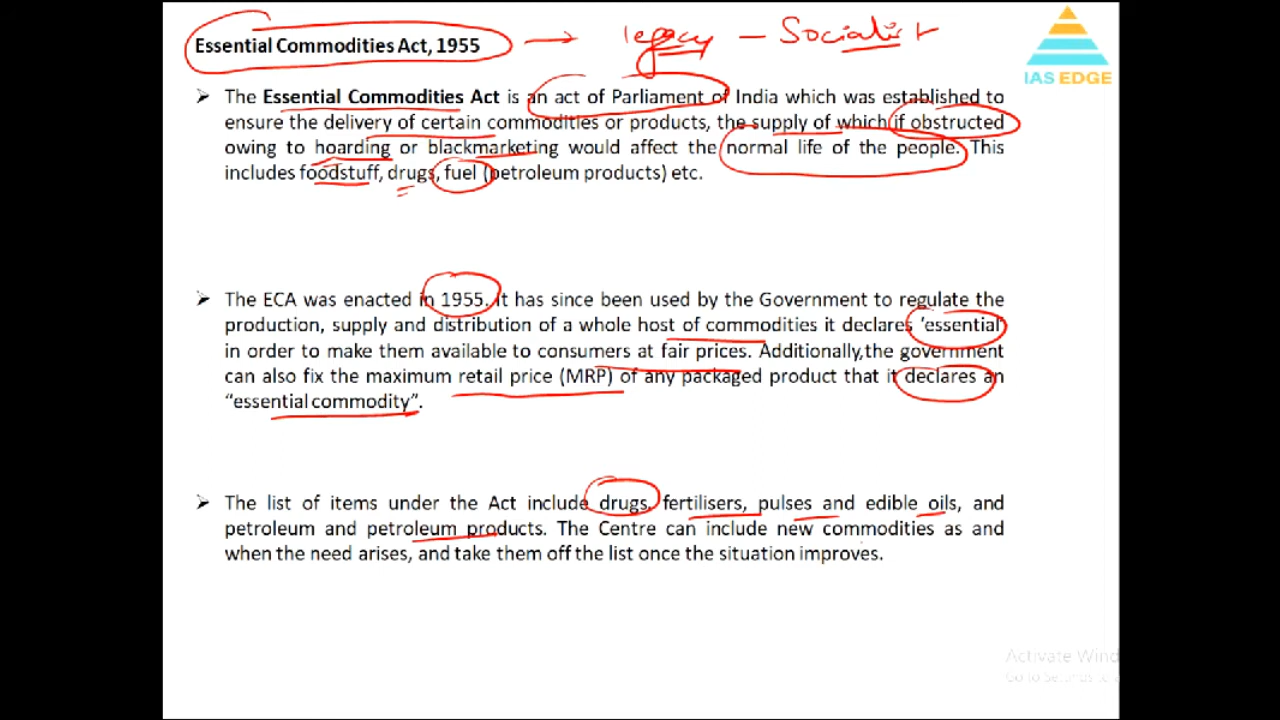 Essential Commodities Act, 1955
legacy - Socialist
IAS EDGE
➢ The Essential Commodities Act is an act of Parliament of India which was established to
ensure the delivery of certain commodities or products, the supply of which if obstructed
owing to hoarding or blackmarketing would affect the normal life of the people. This
includes foodstuff, drugs, fuel (petroleum products) etc.
➢ The ECA was enacted in 1955. It has since been used by the Government to regulate the
production, supply and distribution of a whole host of commodities it declares ‘essential’
in order to make them available to consumers at fair prices. Additionally,the government
can also fix the maximum retail price (MRP) of any packaged product that it declares an
“essential commodity”.
➢ The list of items under the Act include drugs, fertilisers, pulses and edible oils, and
petroleum and petroleum products. The Centre can include new commodities as and
when the need arises, and take them off the list once the situation improves.
Activate Wind
Go to Settings to a